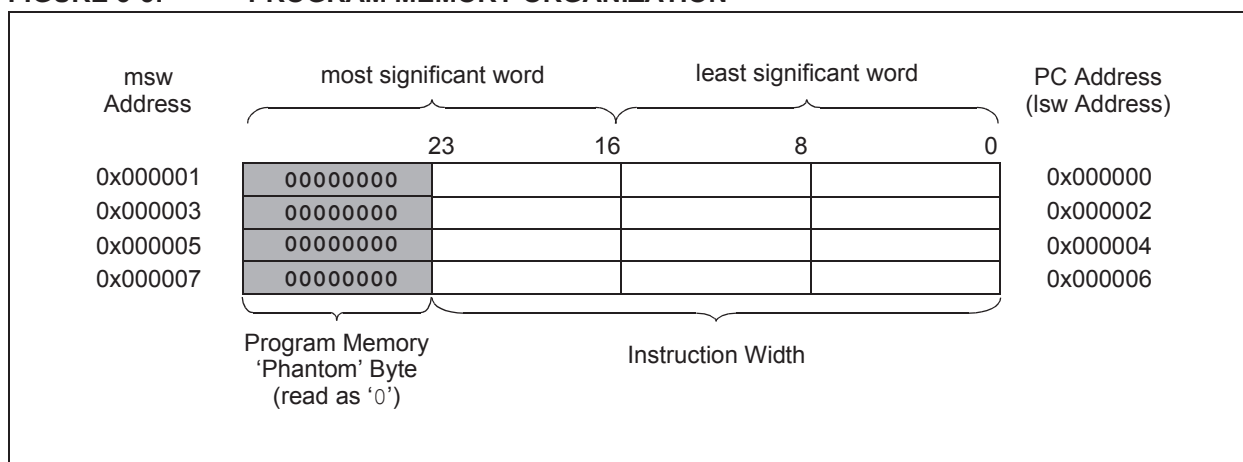 FIGURE PROGRAM MEMORY ORGANIZATION
msw Address
most significant word
least significant word
PC Address
(lsw Address)
23 16 8 0
0x000001 00000000 0x000000
0x000003 00000000 0x000002
0x000005 00000000 0x000004
0x000007 00000000 0x000006
Program Memory
‘Phantom’ Byte
(read as ‘0’)
Instruction Width